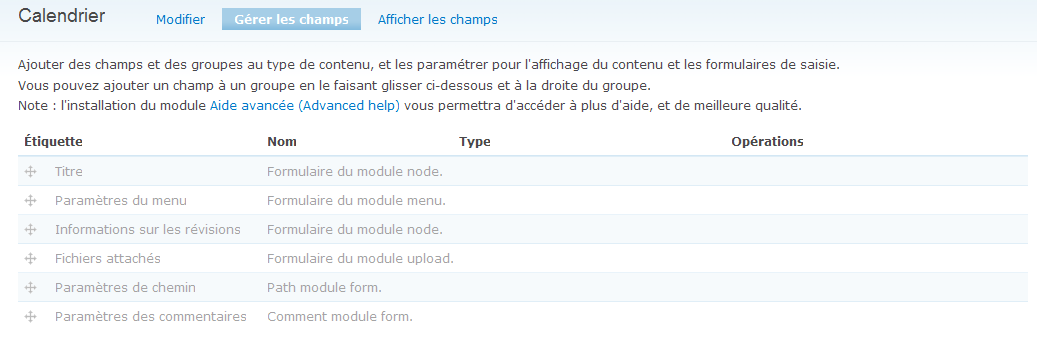 Calendrier Modifier Gérer les champs Afficher les champs
Ajouter des champs et des groupes au type de contenu, et les paramétrer pour l'affichage du contenu et les formulaires de saisie.
Vous pouvez ajouter un champ à un groupe en le faisant glisser ci-dessous et à la droite du groupe.
Note : l'installation du module Aide avancée (Advanced help) vous permettra d'accéder à plus d'aide, et de meilleure qualité.
Étiquette Nom Type Opérations
Titre Formulaire du module node.
Paramètres du menu Formulaire du module menu.
Informations sur les révisions Formulaire du module node.
Fichiers attachés Formulaire du module upload.
Paramètres de chemin Path module form.
Paramètres des commentaires Comment module form.